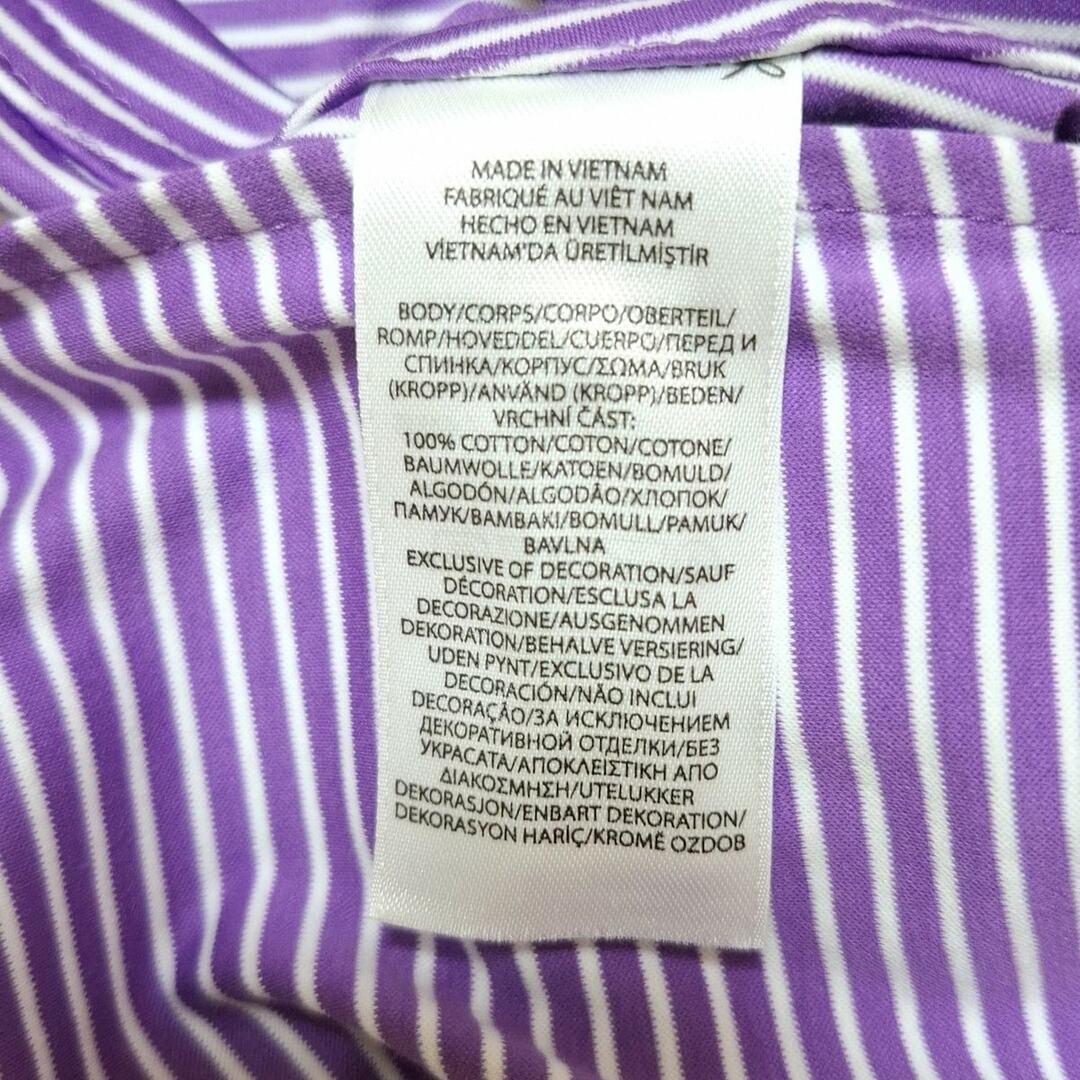 MADE IN VIETNAM
FABRIQUÉ AU VIÊT NAM
HECHO EN VIETNAM
VİETNAM'DA ÜRETİLMİŞTİR
BODY/CORPS/CORPO/OBERTEIL/
ROMP/HOVEDDEL/CUERPO/ПЕРЕД И
СПИНКА/КОРПУС/ΣΩΜΑ/BRUK
(KROPP)/ANVÄND (KROPP)/BEDEN/
VRCHNÍ ČÁST:
100% COTTON/COTON/COTONE/
BAUMWOLLE/KATOEN/BOMULD/
ALGODÓN/ALGODÃO/ХЛОПОК/
ПАМУК/ΒΑΜΒΑΚΙ/BOMULL/PAMUK/
BAVLNA
EXCLUSIVE OF DECORATION/SAUF
DÉCORATION/ESCLUSA LA
DECORAZIONE/AUSGENOMMEN
DEKORATION/BEHALVE VERSIERING/
UDEN PYNT/EXCLUSIVO DE LA
DECORACIÓN/NÃO INCLUI
DECORAÇÃO/ЗА ИСКЛЮЧЕНИЕМ
ДЕКОРАТИВНОЙ ОТДЕЛКИ/БЕЗ
УКРАСАТА/ΑΠΟΚΛΕΙΣΤΙΚΗ ΑΠΟ
ΔΙΑΚΟΣΜΗΣΗ/UTELUKKER
DEKORASJON/ENBART DEKORATION/
DEKORASYON HARİÇ/KROMĚ OZDOB